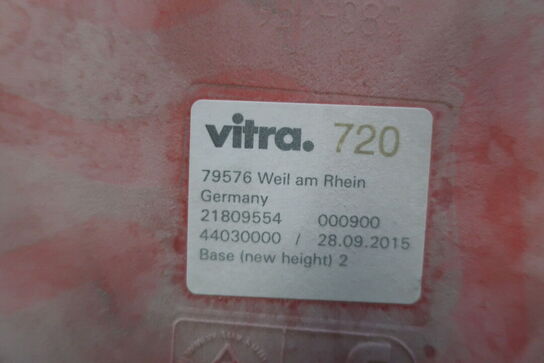 vitra. 720
79576 Weil am Rhein
Germany
21809554 000900
44030000 / 28.09.2015
Base (new height) 2